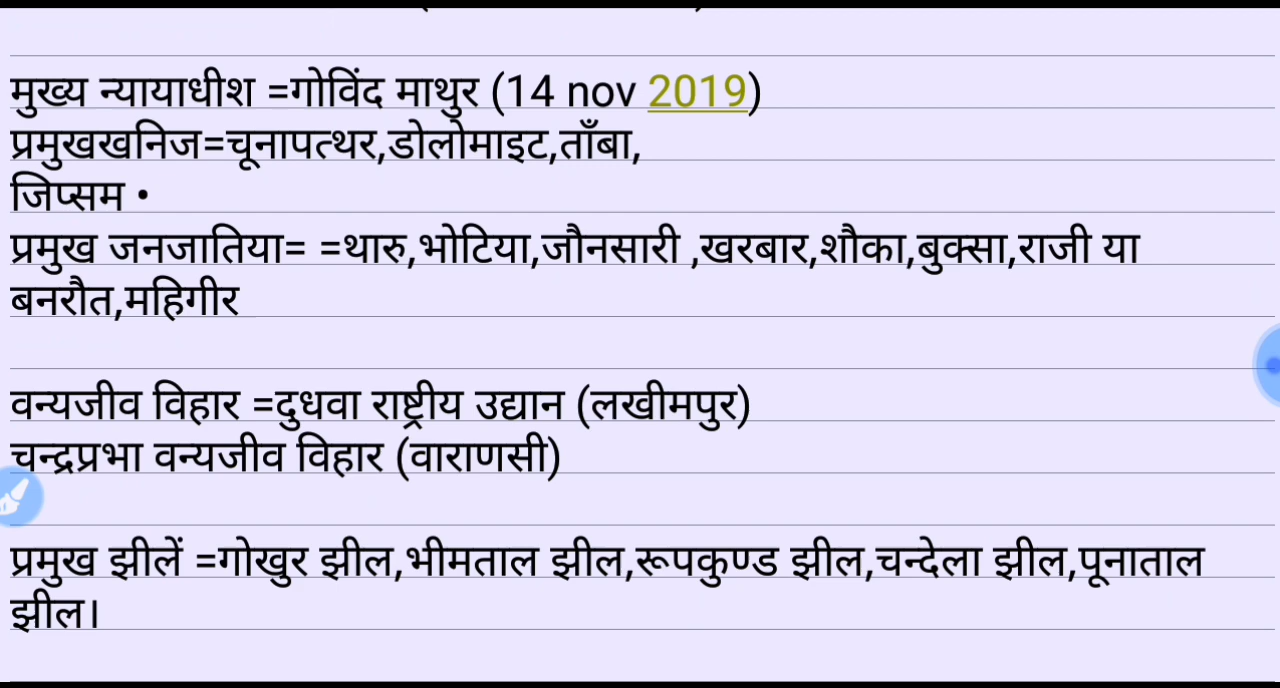 मुख्य न्यायाधीश =गोविंद माथुर (14 nov 2019)
प्रमुखखनिज=चूनापत्थर,डोलोमाइट,ताँबा,
जिप्सम •
प्रमुख जनजातिया= =थारु,भोटिया,जौनसारी ,खरबार,शौका,बुक्सा,राजी या
बनरौत,महिगीर
वन्यजीव विहार =दुधवा राष्ट्रीय उद्यान (लखीमपुर)
चन्द्रप्रभा वन्यजीव विहार (वाराणसी)
प्रमुख झीलें =गोखुर झील,भीमताल झील,रूपकुण्ड झील,चन्देला झील,पूनाताल
झील।